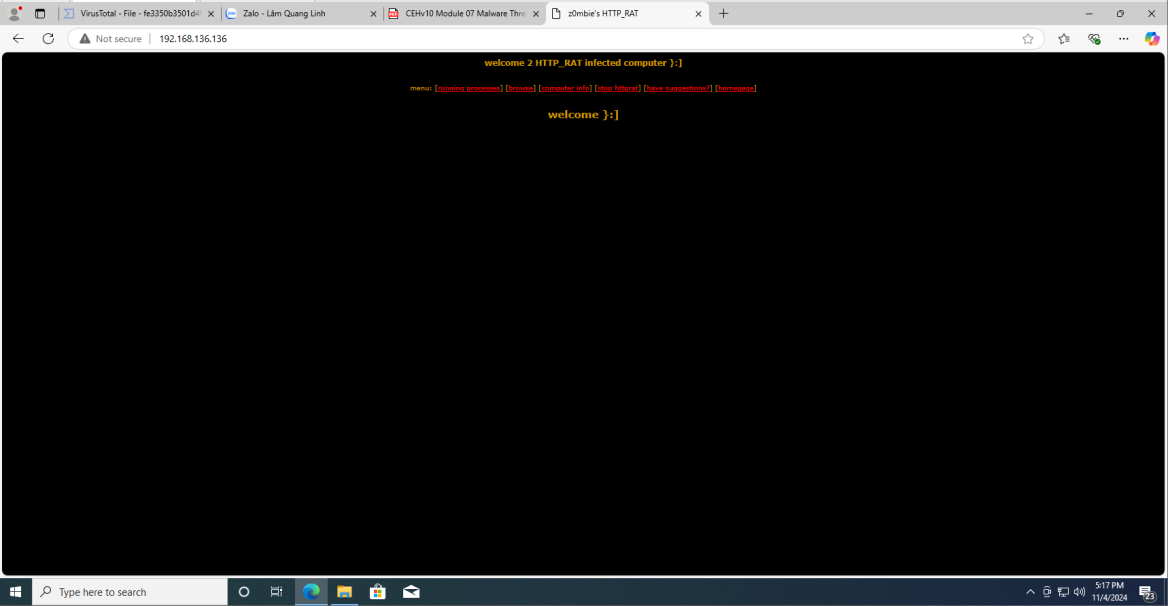 VirusTotal - File - fe3350b3501d4
Zalo - Lâm Quang Linh
CEHv10 Module 07 Malware Thre
z0mbie's HTTP_RAT
Not secure
192.168.136.136
welcome 2 HTTP_RAT infected computer }:]
menu: [running processes] [browse] [computer info] [stop httprat] [have suggestions?] [homepage]
welcome }:]
Type here to search
5:17 PM
11/4/2024
23